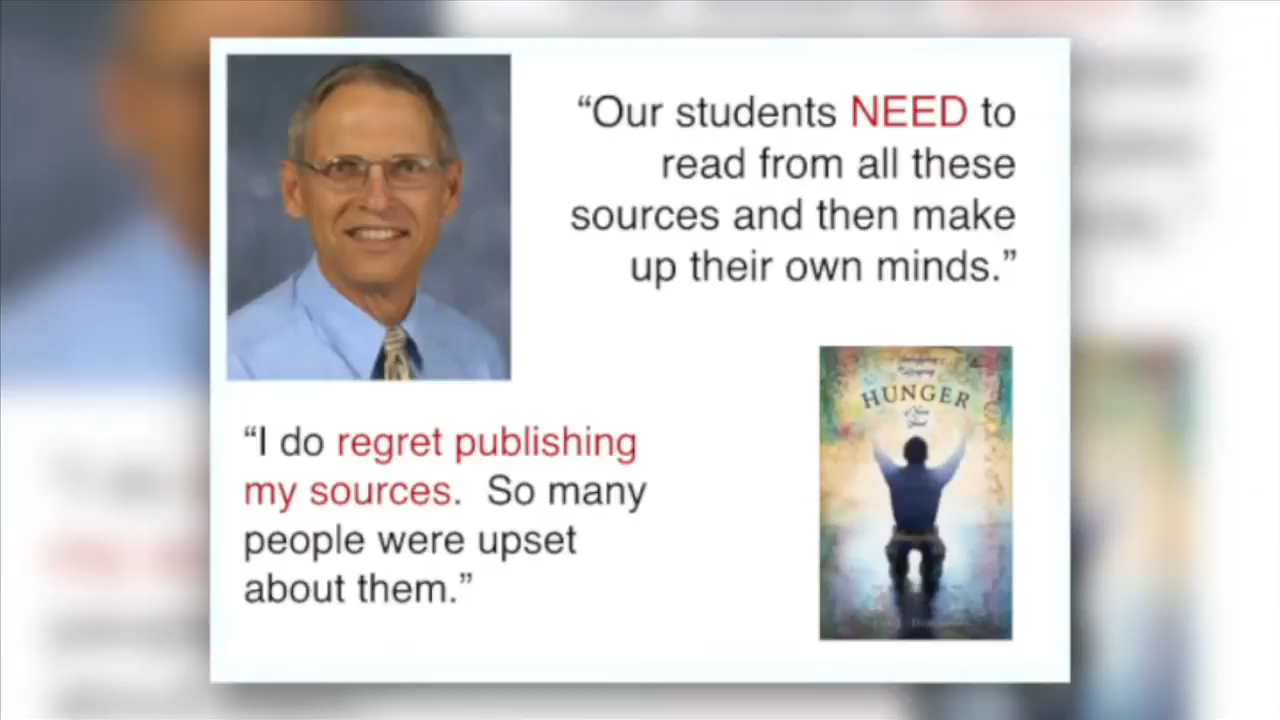 “Our students NEED to
read from all these
sources and then make
up their own minds.”
“I do regret publishing
my sources.  So many
people were upset
about them.”
HUNGER